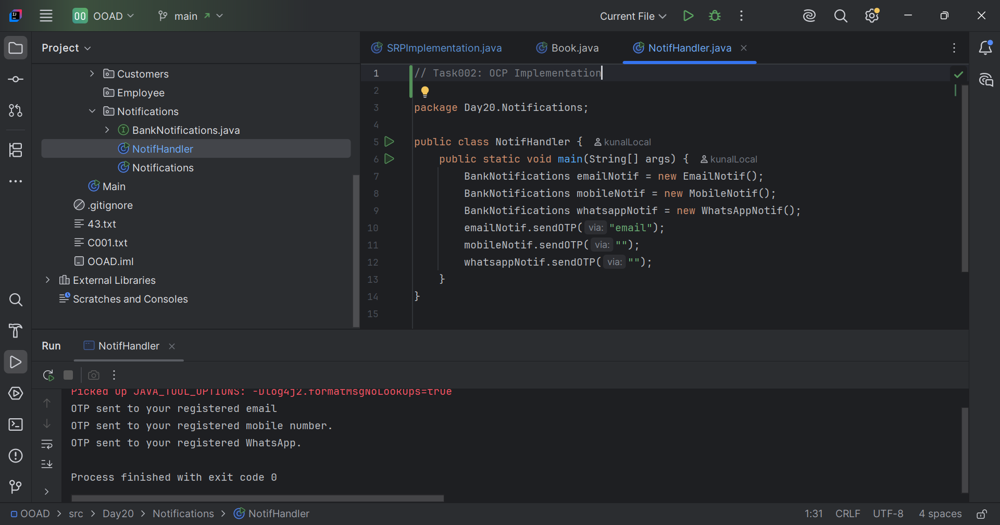 OO OOAD main Current File
Project
Customers
Employee
Notifications
BankNotifications.java
NotifHandler
Notifications
Main
.gitignore
43.txt
C001.txt
OOAD.iml
External Libraries
Scratches and Consoles
SRPImplementation.java Book.java NotifHandler.java
1 // Task002: OCP Implementation
2
3 package Day20.Notifications;
4
5 public class NotifHandler { kunalLocal
6 public static void main(String[] args) { kunalLocal
7 BankNotifications emailNotif = new EmailNotif();
8 BankNotifications mobileNotif = new MobileNotif();
9 BankNotifications whatsappNotif = new WhatsAppNotif();
10 emailNotif.sendOTP( via: "email");
11 mobileNotif.sendOTP( via: "");
12 whatsappNotif.sendOTP( via: "");
13 }
14 }
15
Run NotifHandler
Picked up JAVA_TOOL_OPTIONS: -Dlog4j2.formatMsgNoLookups=true
OTP sent to your registered email
OTP sent to your registered mobile number.
OTP sent to your registered WhatsApp.
Process finished with exit code 0
OOAD > src > Day20 > Notifications > NotifHandler 1:31 CRLF UTF-8 4 spaces